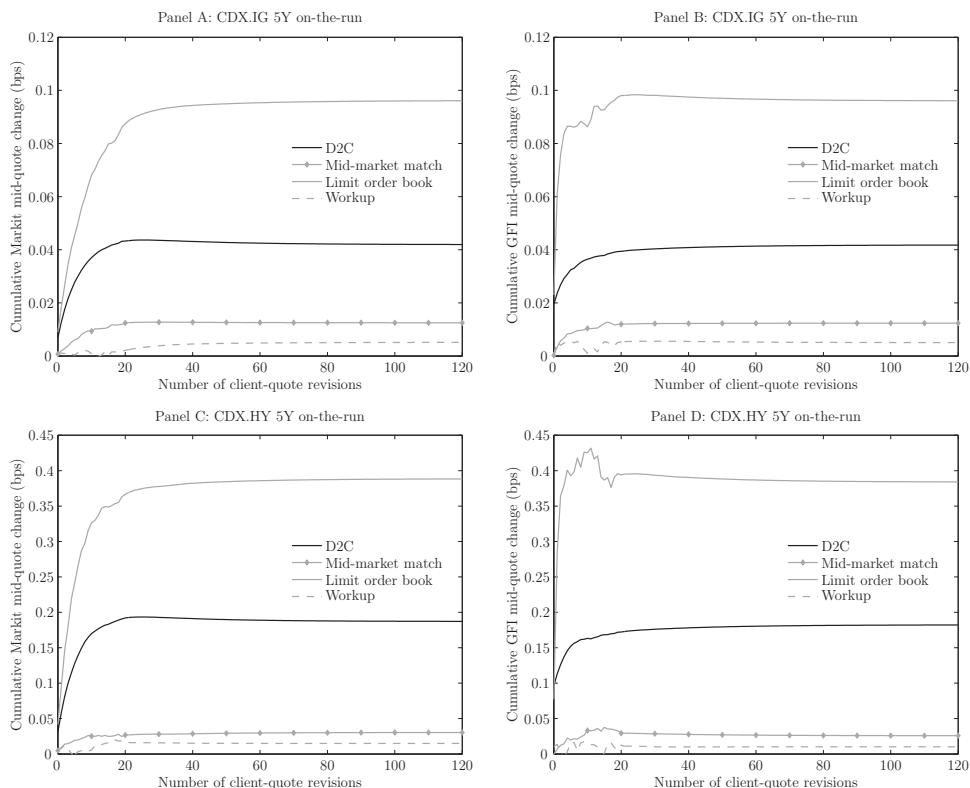 Panel A: CDX.IG 5Y on-the-run
Cumulative Markit mid-quote change (bps)
0.12
0.1
0.08
0.06
0.04
0.02
0
D2C
Mid-market match
Limit order book
Workup
0 20 40 60 80 100 120
Number of client-quote revisions
Panel B: CDX.IG 5Y on-the-run
Cumulative GFI mid-quote change (bps)
0.12
0.1
0.08
0.06
0.04
0.02
0
D2C
Mid-market match
Limit order book
Workup
0 20 40 60 80 100 120
Number of client-quote revisions
Panel C: CDX.HY 5Y on-the-run
Cumulative Markit mid-quote change (bps)
0.45
0.4
0.35
0.3
0.25
0.2
0.15
0.1
0.05
0
D2C
Mid-market match
Limit order book
Workup
0 20 40 60 80 100 120
Number of client-quote revisions
Panel D: CDX.HY 5Y on-the-run
Cumulative GFI mid-quote change (bps)
0.45
0.4
0.35
0.3
0.25
0.2
0.15
0.1
0.05
0
D2C
Mid-market match
Limit order book
Workup
0 20 40 60 80 100 120
Number of client-quote revisions